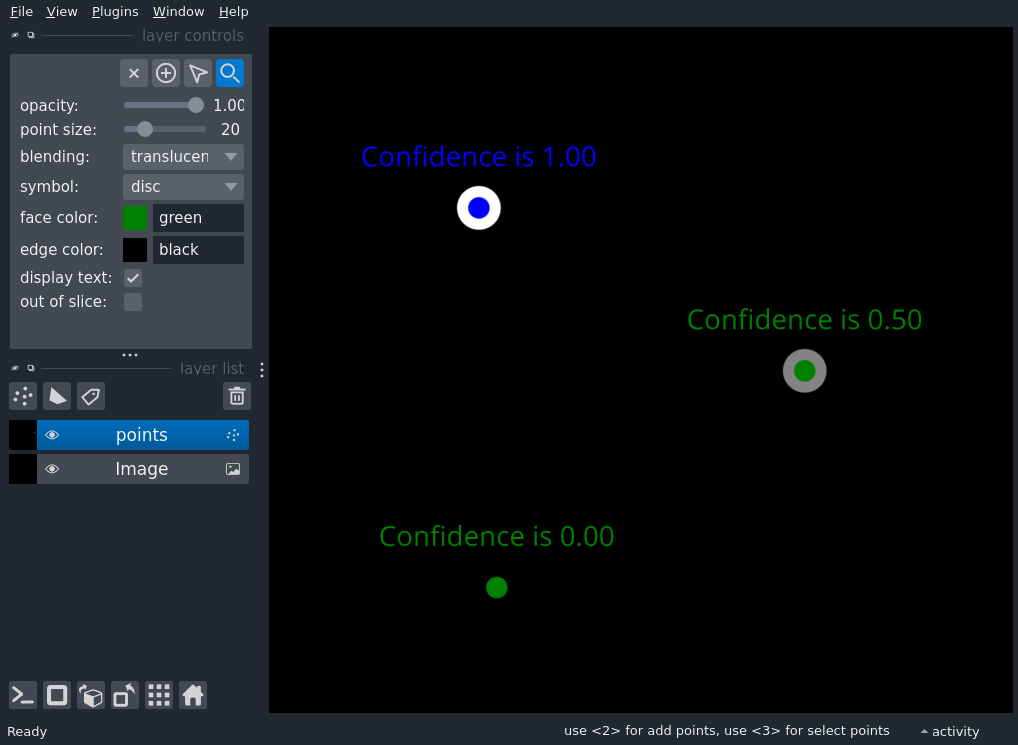 File View Plugins Window Help
layer controls
opacity: 1.00
point size: 20
blending: translucen
symbol: disc
face color: green
edge color: black
display text:
out of slice:
layer list
points
Image
Confidence is 1.00
Confidence is 0.50
Confidence is 0.00
Ready
use <2> for add points, use <3> for select points
activity